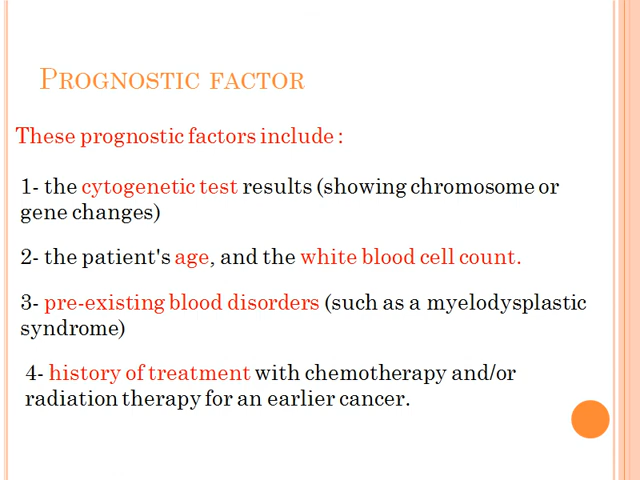 PROGNOSTIC FACTOR
These prognostic factors include :
1- the cytogenetic test results (showing chromosome or
gene changes)
2- the patient's age, and the white blood cell count.
3- pre-existing blood disorders (such as a myelodysplastic
syndrome)
4- history of treatment with chemotherapy and/or
radiation therapy for an earlier cancer.